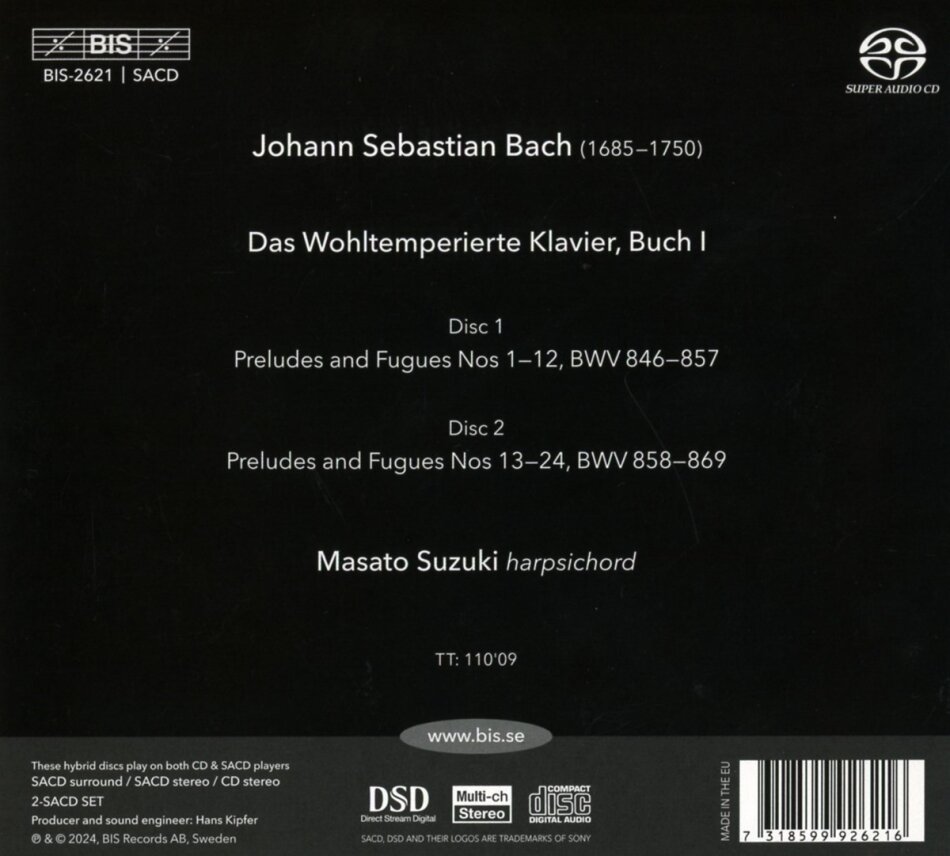 BIS
BIS-2621 | SACD
SUPER AUDIO CD
Johann Sebastian Bach (1685–1750)
Das Wohltemperierte Klavier, Buch I
Disc 1
Preludes and Fugues Nos 1–12, BWV 846–857
Disc 2
Preludes and Fugues Nos 13–24, BWV 858–869
Masato Suzuki harpsichord
TT: 110'09
www.bis.se
These hybrid discs play on both CD & SACD players
SACD surround / SACD stereo / CD stereo
2-SACD SET
Producer and sound engineer: Hans Kipfer
℗ & © 2024, BIS Records AB, Sweden
DSD
Direct Stream Digital
Multi-ch
Stereo
COMPACT
disc
DIGITAL AUDIO
SACD, DSD AND THEIR LOGOS ARE TRADEMARKS OF SONY
MADE IN THE EU
7 318599 926216